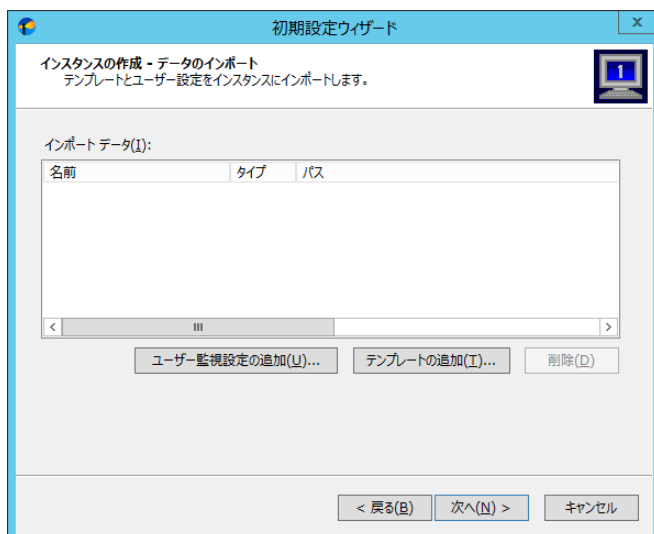 初期設定ウィザード
x
インスタンスの作成 - データのインポート
テンプレートとユーザー設定をインスタンスにインポートします。
1
インポート データ(I):
名前 タイプ パス
ユーザー監視設定の追加(U)... テンプレートの追加(T)... 削除(D)
< 戻る(B) 次へ(N) > キャンセル